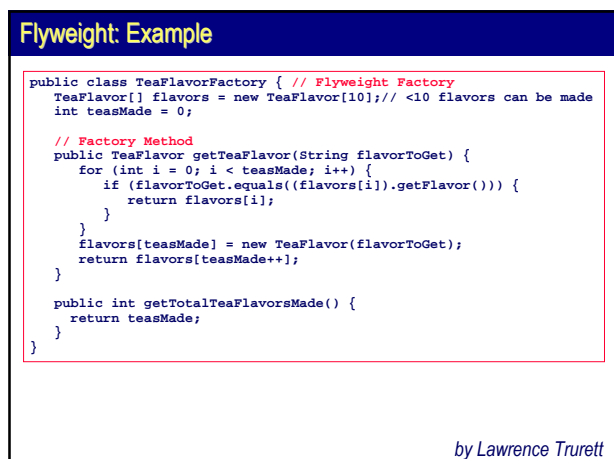 Flyweight: Example
public class TeaFlavorFactory { // Flyweight Factory
TeaFlavor[] flavors = new TeaFlavor[10];// <10 flavors can be made
int teasMade = 0;
// Factory Method
public TeaFlavor getTeaFlavor(String flavorToGet) {
for (int i = 0; i < teasMade; i++) {
if (flavorToGet.equals((flavors[i]).getFlavor())) {
return flavors[i];
}
}
flavors[teasMade] = new TeaFlavor(flavorToGet);
return flavors[teasMade++];
}
public int getTotalTeaFlavorsMade() {
return teasMade;
}
}
by Lawrence Trurett